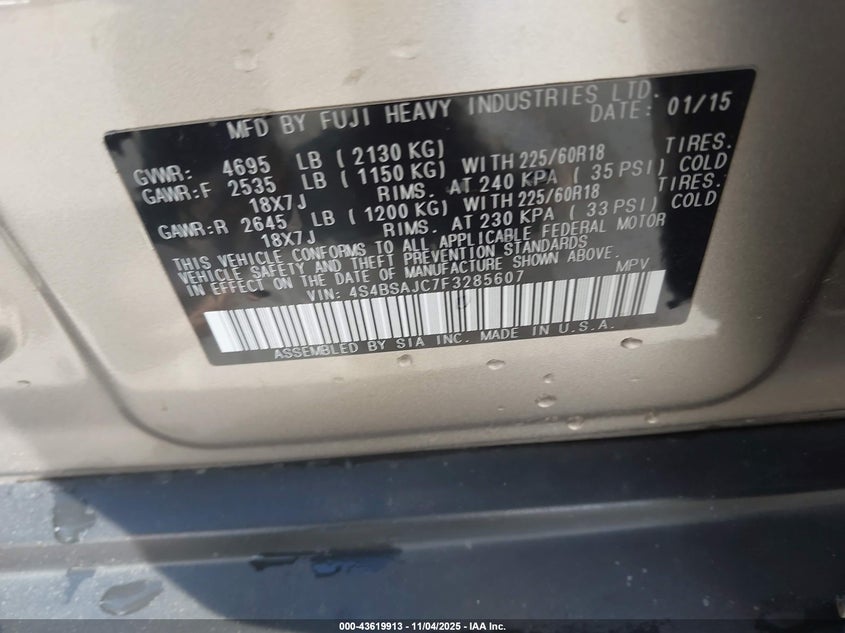 MFD BY FUJI HEAVY INDUSTRIES LTD.
DATE: 01/15
GVWR: 4695 LB (2130 KG)
GAWR:F 2535 LB (1150 KG) WITH 225/60R18 TIRES.
18X7J RIMS. AT 240 KPA (35 PSI) COLD
GAWR:R 2645 LB (1200 KG) WITH 225/60R18 TIRES.
18X7J RIMS. AT 230 KPA (33 PSI) COLD
THIS VEHICLE CONFORMS TO ALL APPLICABLE FEDERAL MOTOR
VEHICLE SAFETY AND THEFT PREVENTION STANDARDS
IN EFFECT ON THE DATE OF MANUFACTURE SHOWN ABOVE.
VIN: 4S4BSAJC7F3285607 MPV
ASSEMBLED BY SIA INC. MADE IN U.S.A.
000-43619913 - 11/04/2025 - IAA Inc.